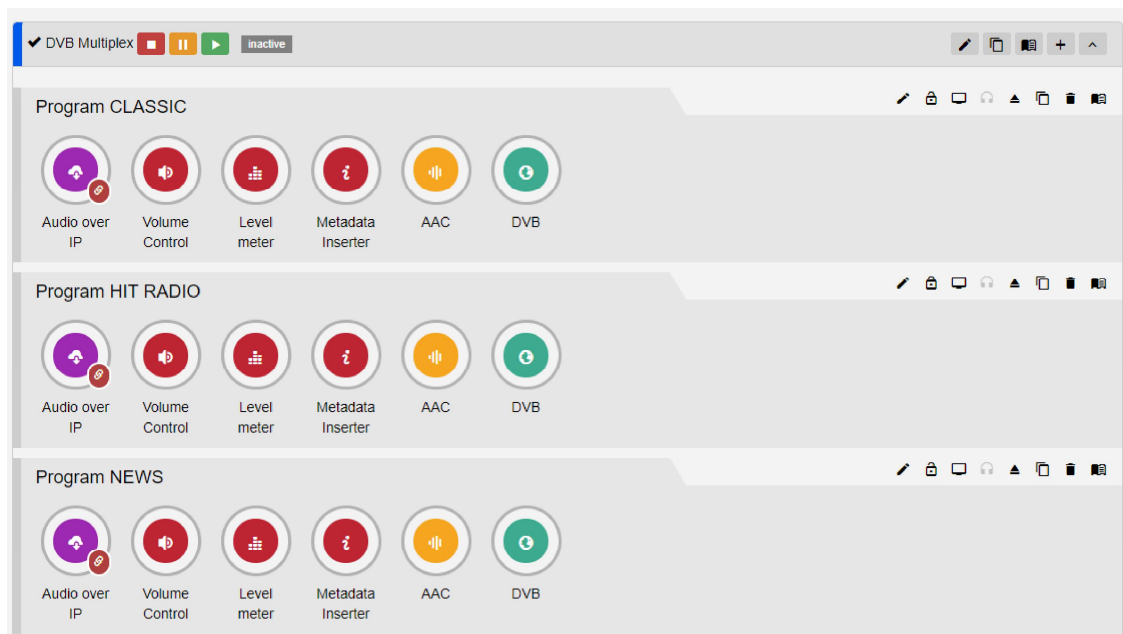 DVB Multiplex inactive
Program CLASSIC
Audio over Volume Level Metadata AAC DVB
IP Control meter Inserter
Program HIT RADIO
Audio over Volume Level Metadata AAC DVB
IP Control meter Inserter
Program NEWS
Audio over Volume Level Metadata AAC DVB
IP Control meter Inserter